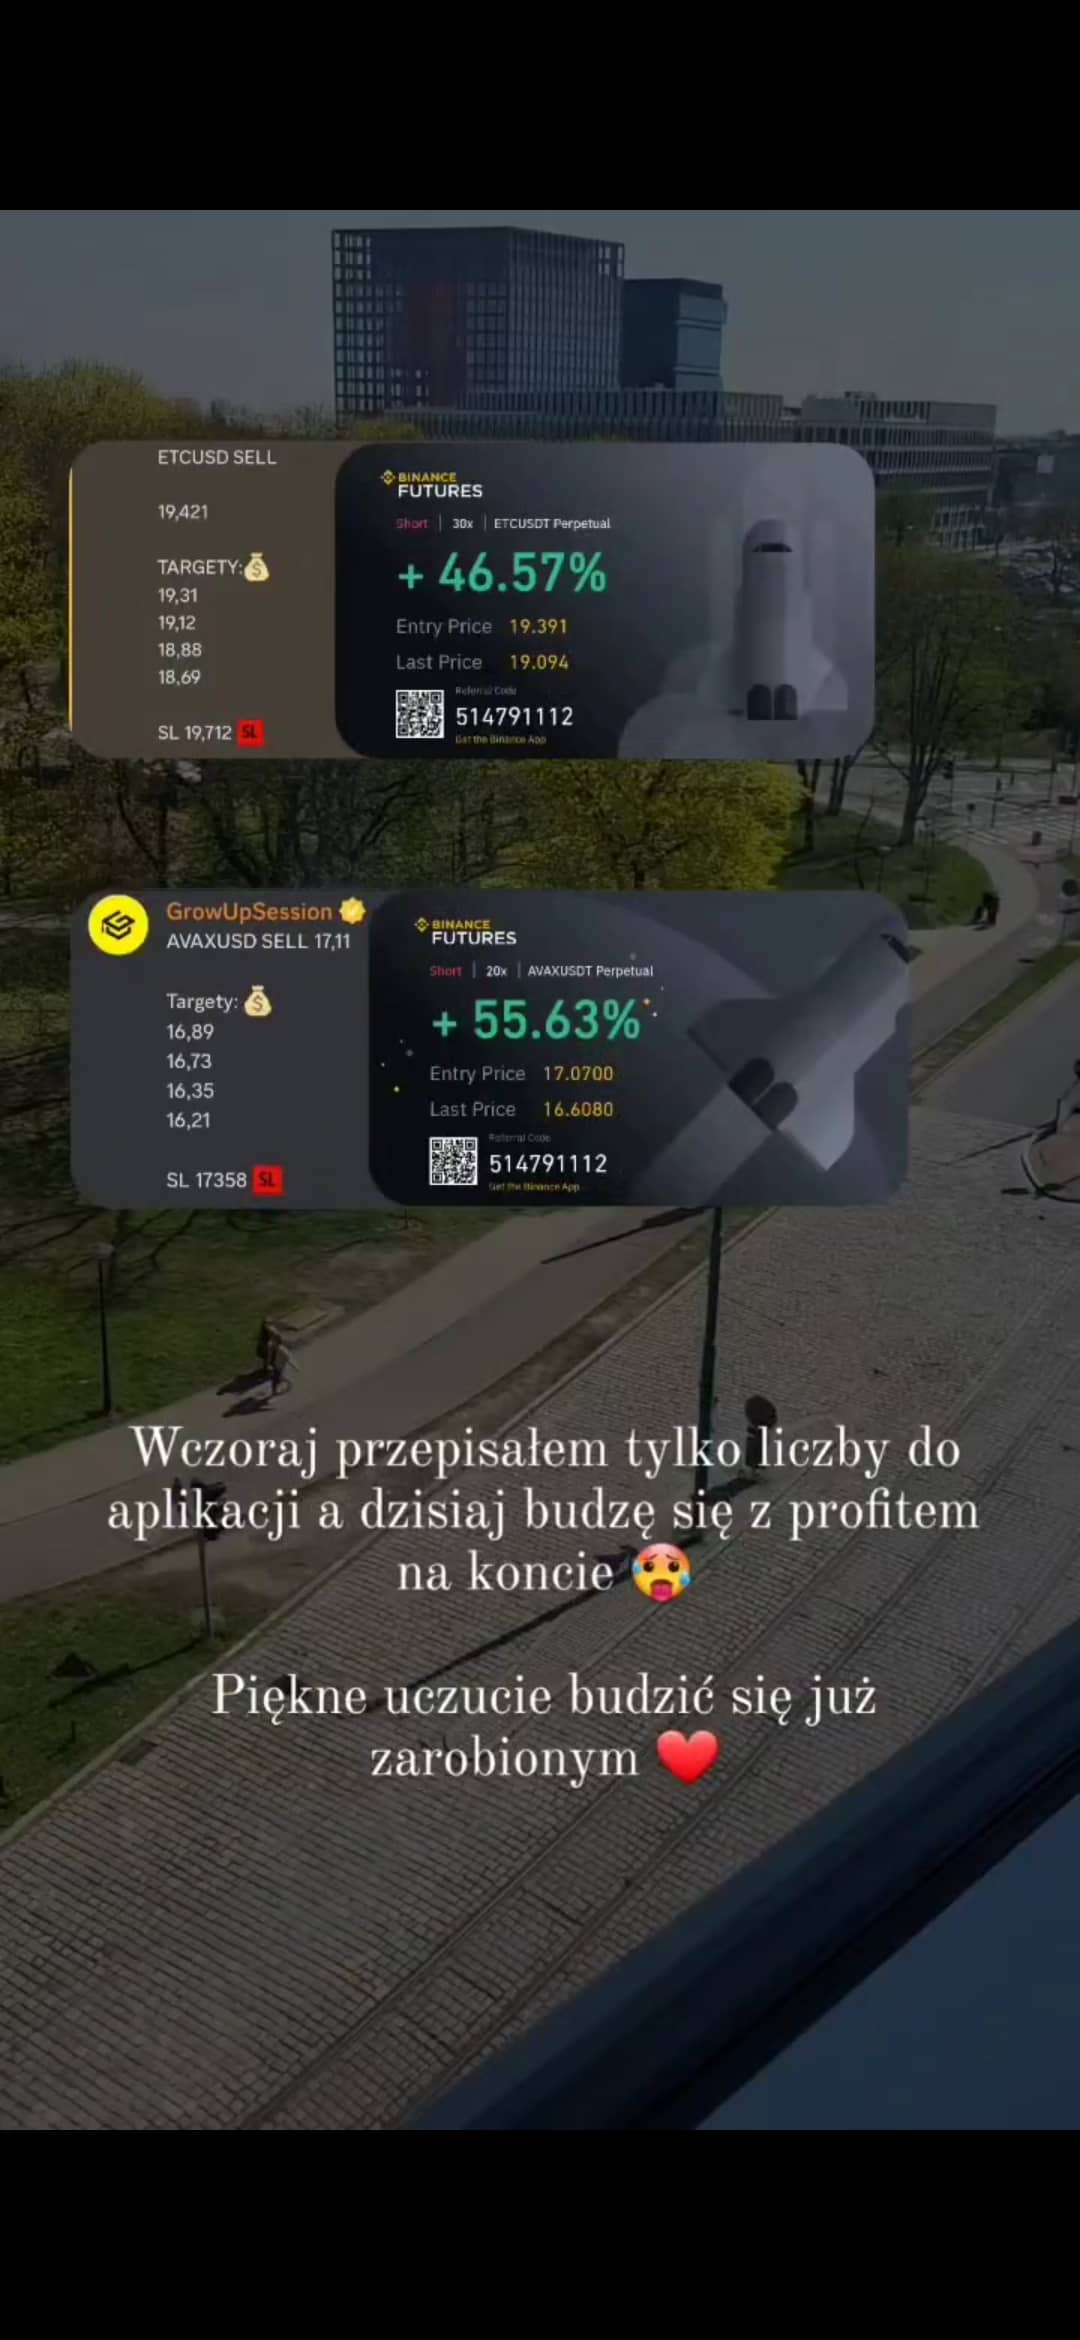 ETCUSD SELL
19,421
TARGETY:
19,31
19,12
18,88
18,69
SL 19,712 SL
BINANCE
FUTURES
Short | 30x | ETCUSDT Perpetual
+ 46.57%
Entry Price 19.391
Last Price 19.094
Referral Code
514791112
Get the Binance App
GrowUpSession
AVAXUSD SELL 17,11
Targety:
16,89
16,73
16,35
16,21
SL 17358 SL
BINANCE
FUTURES
Short | 20x | AVAXUSDT Perpetual
+ 55.63%
Entry Price 17.0700
Last Price 16.6080
Referral Code
514791112
Get the Binance App
Wczoraj przepisałem tylko liczby do
aplikacji a dzisiaj budzę się z profitem
na koncie 🥵
Piękne uczucie budzić się już
zarobionym ❤️